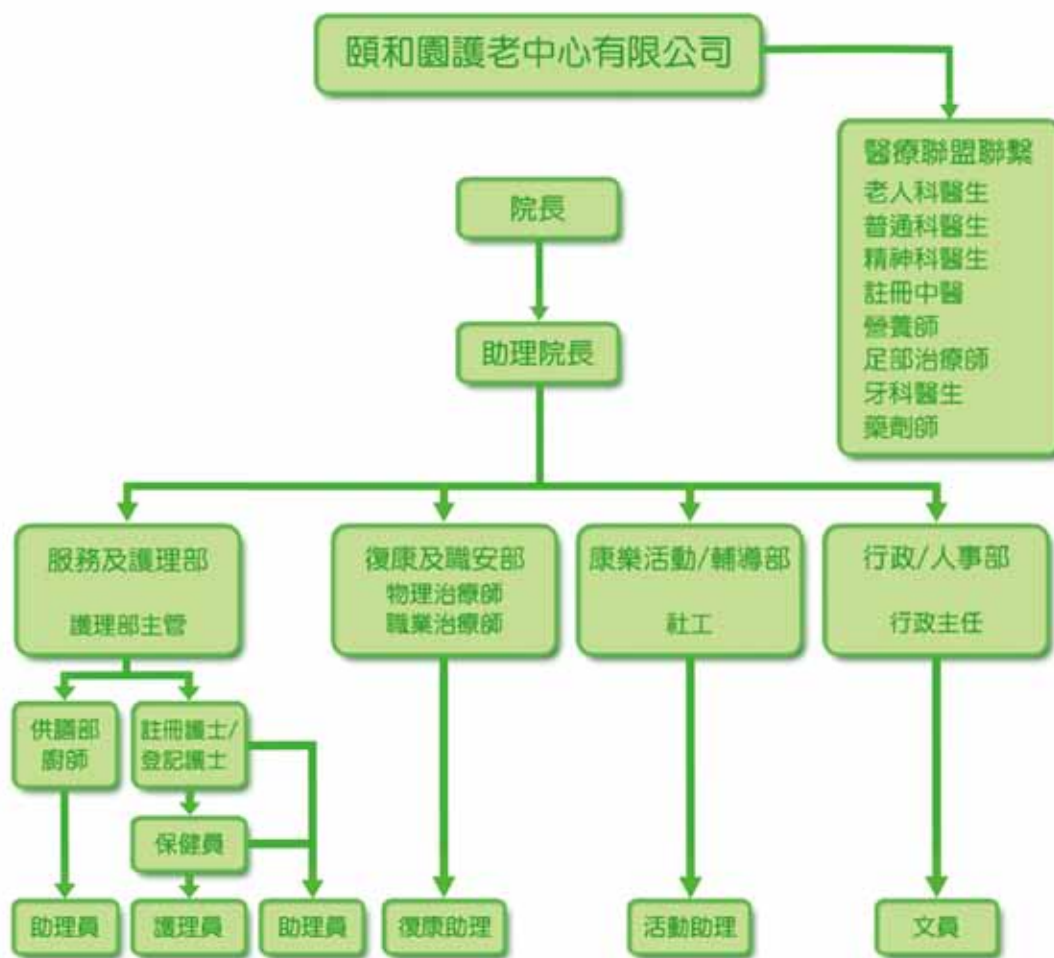 頤和園護老中心有限公司
醫療聯盟聯繫
老人科醫生
普通科醫生
精神科醫生
註冊中醫
營養師
足部治療師
牙科醫生
藥劑師
院長
助理院長
服務及護理部
護理部主管
復康及職安部
物理治療師
職業治療師
康樂活動/輔導部
社工
行政/人事部
行政主任
供膳部
廚師
註冊護士/
登記護士
保健員
助理員
護理員
助理員
復康助理
活動助理
文員